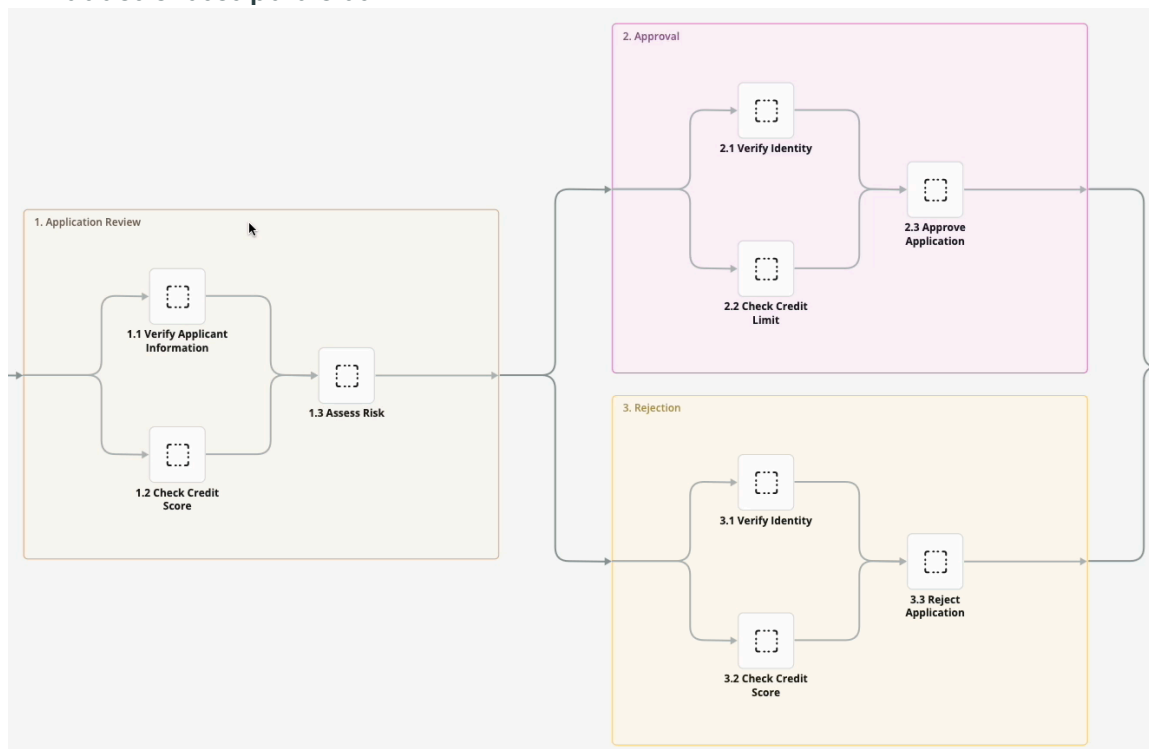 2. Approval
2.1 Verify Identity
2.3 Approve
Application
2.2 Check Credit
Limit
1. Application Review
1.1 Verify Applicant
Information
1.3 Assess Risk
1.2 Check Credit
Score
3. Rejection
3.1 Verify Identity
3.3 Reject
Application
3.2 Check Credit
Score